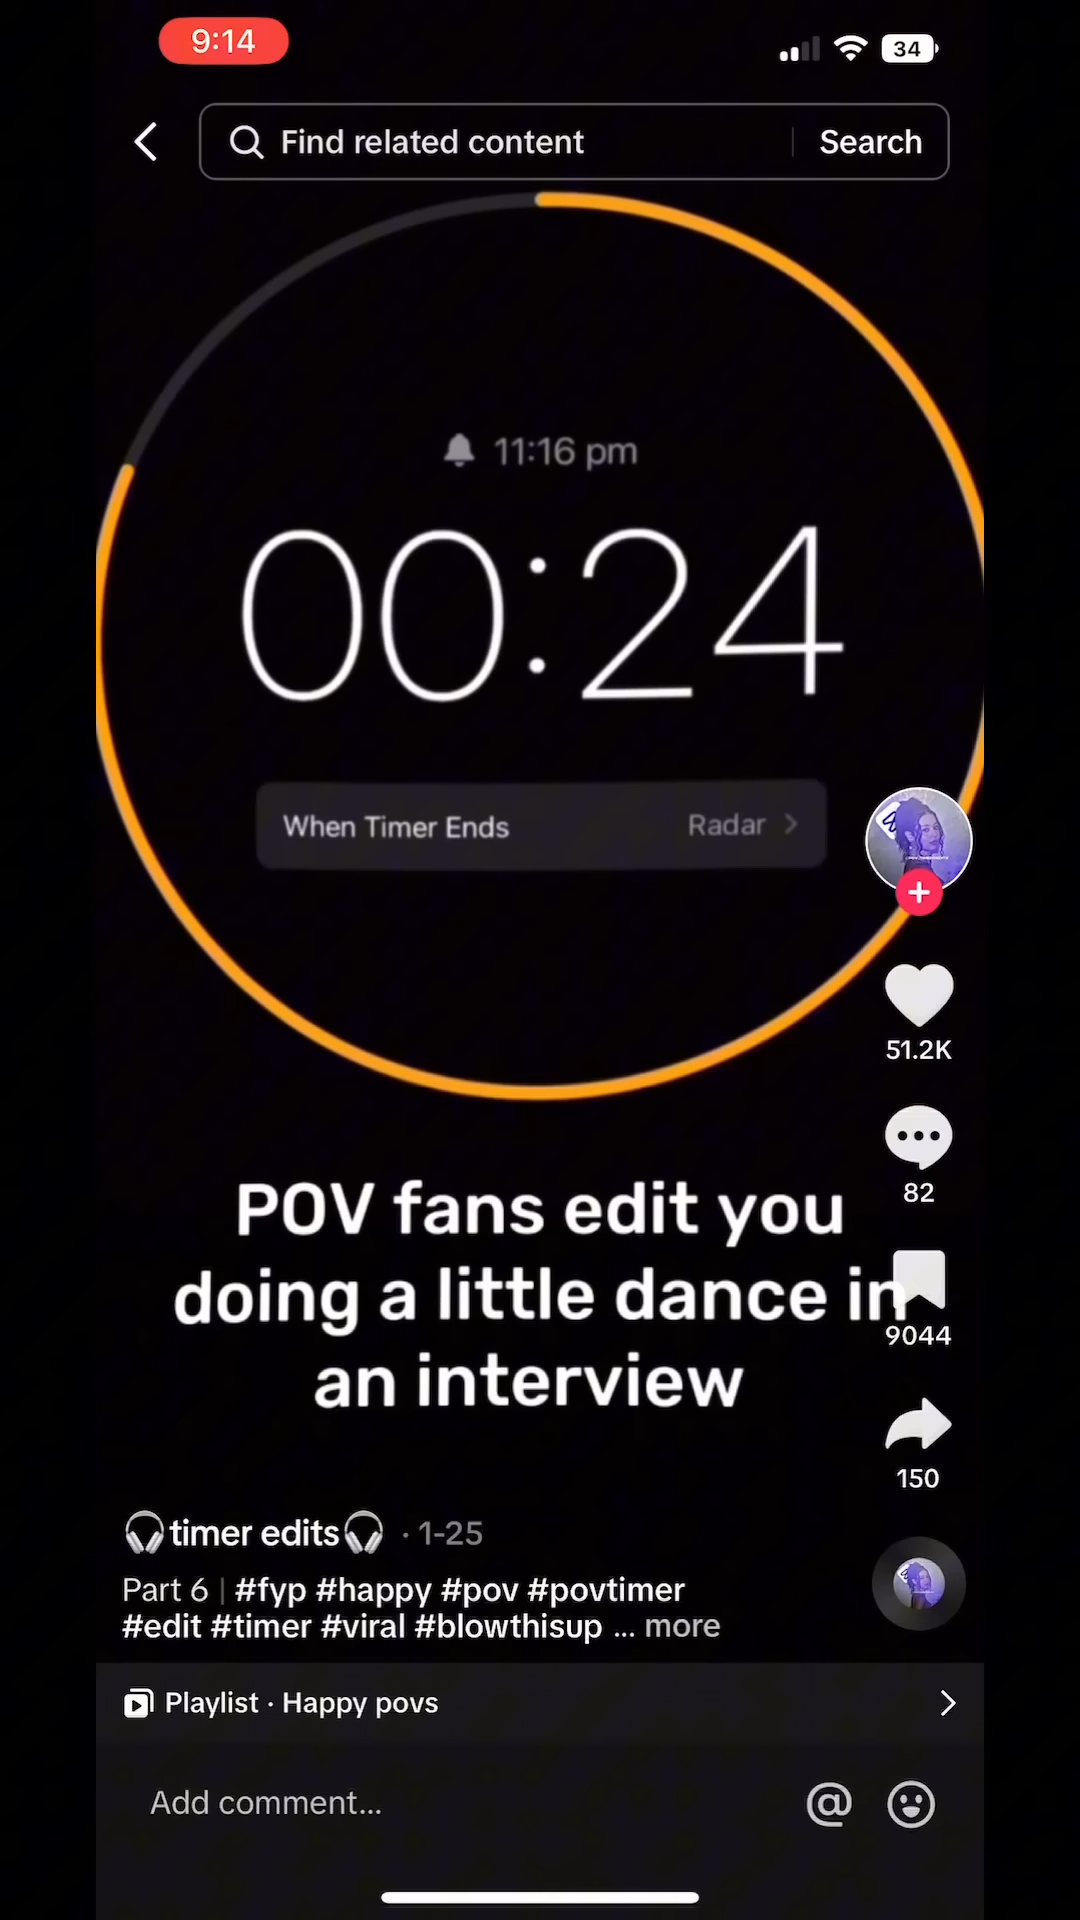 9:14
34
Find related content
Search
11:16 pm
00:24
When Timer Ends
Radar
51.2K
82
9044
150
POV fans edit you
doing a little dance in
an interview
🎧timer edits🎧 · 1-25
Part 6 | #fyp #happy #pov #povtimer
#edit #timer #viral #blowthisup ... more
Playlist · Happy povs
Add comment...
@